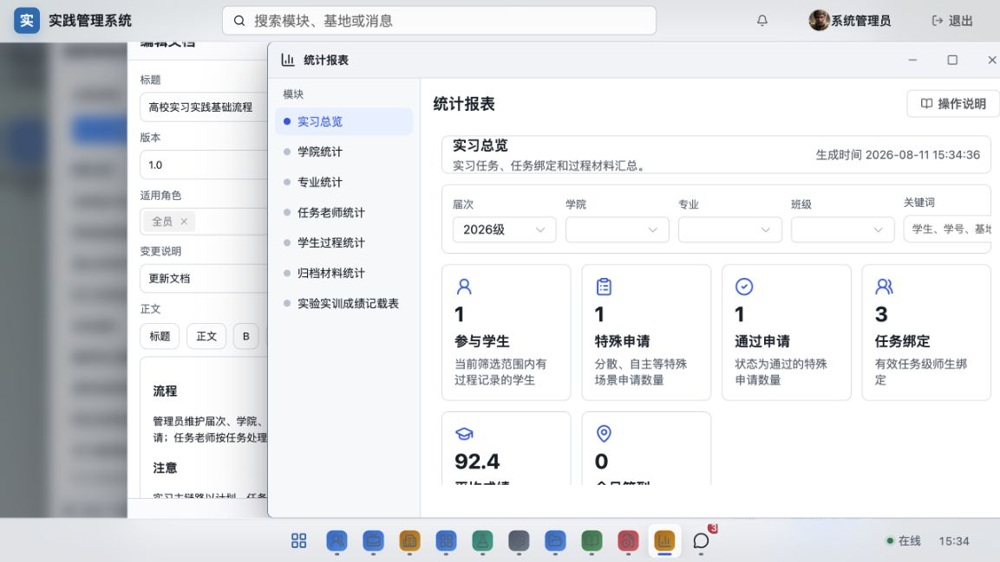 实
实践管理系统
搜索模块、基地或消息
系统管理员
退出
编辑文档
标题
高校实习实践基础流程
版本
1.0
适用角色
全员
变更说明
更新文档
正文
标题
正文
B
流程
管理员维护届次、学院、
请；任务老师按任务处理
注意
统计报表
模块
实习总览
学院统计
专业统计
任务老师统计
学生过程统计
归档材料统计
实验实训成绩记载表
统计报表
操作说明
实习总览
实习任务、任务绑定和过程材料汇总。
生成时间 2026-08-11 15:34:36
届次
学院
专业
班级
关键词
2026级
学生、学号、基地
1
参与学生
当前筛选范围内有
过程记录的学生
1
特殊申请
分散、自主等特殊
场景申请数量
1
通过申请
状态为通过的特殊
申请数量
3
任务绑定
有效任务级师生绑
定
92.4
平均成绩
0
3
在线
15:34